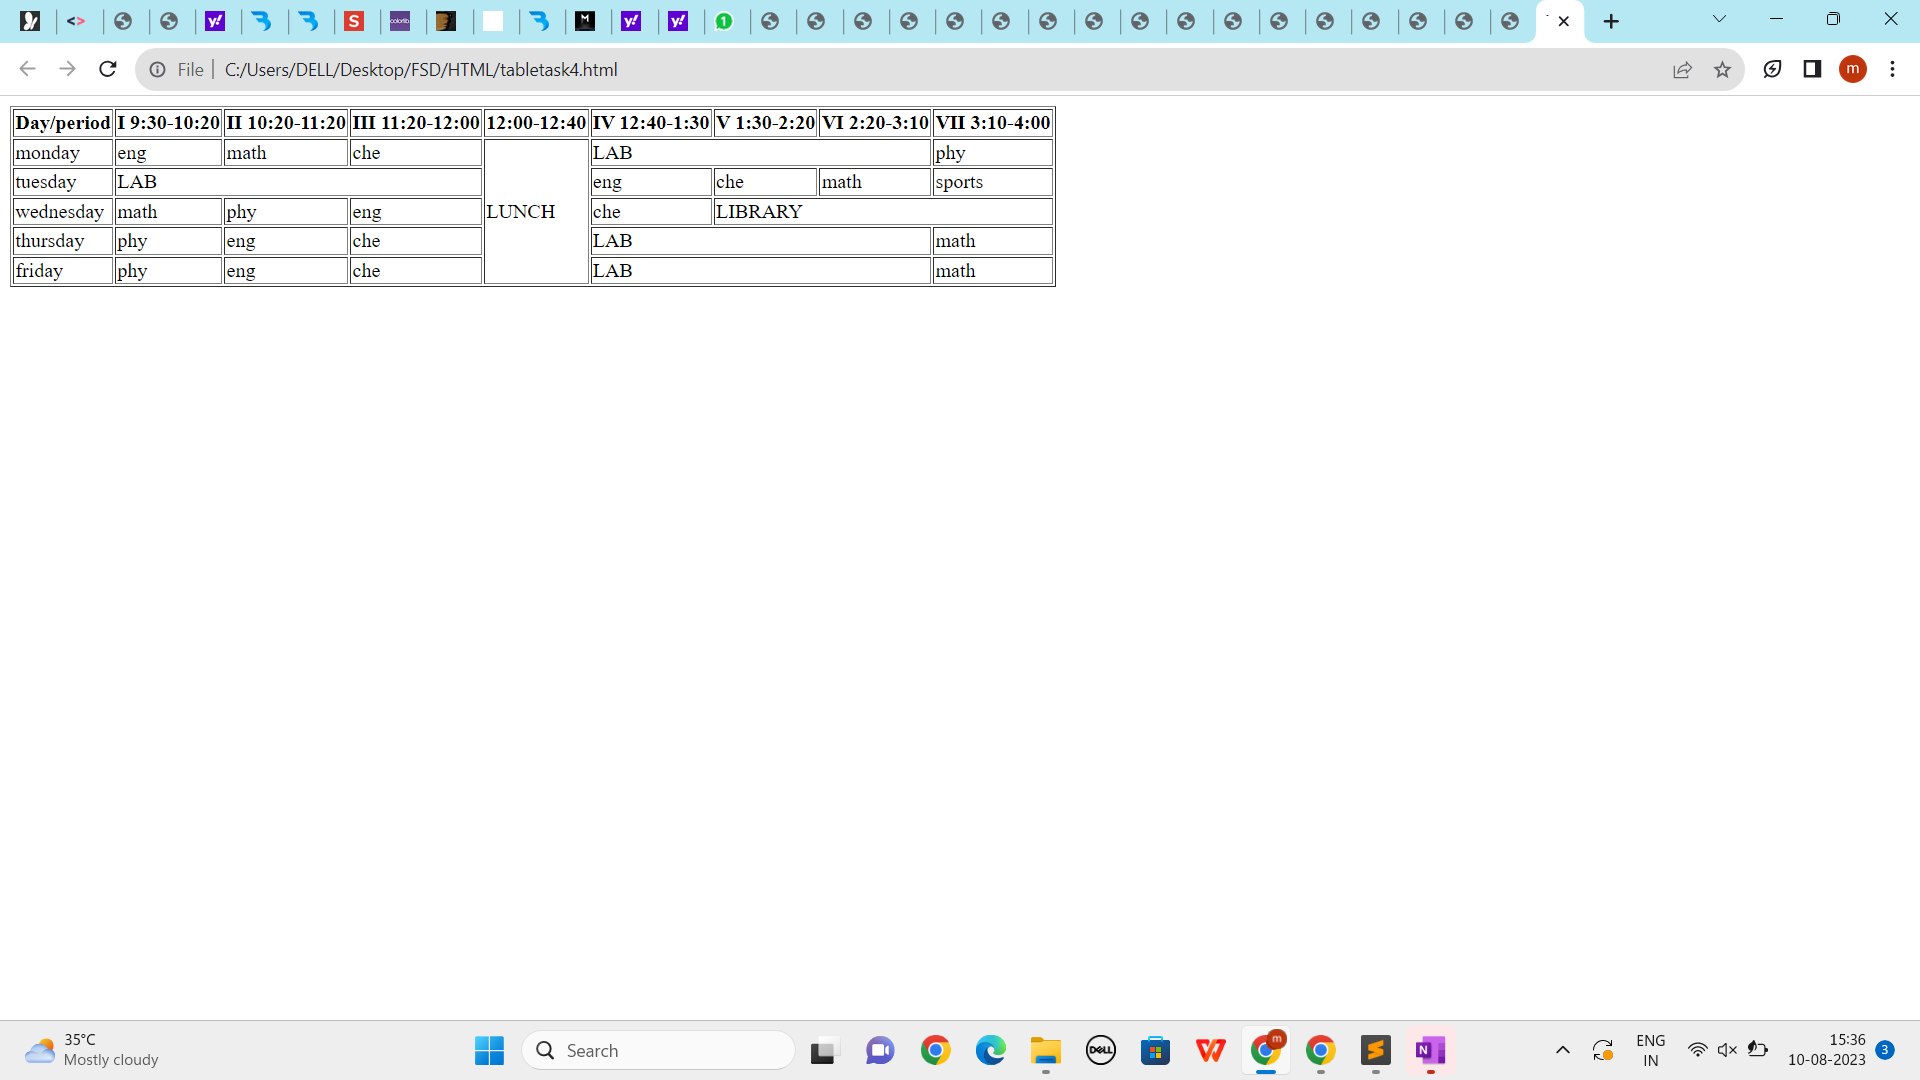 File | C:/Users/DELL/Desktop/FSD/HTML/tabletask4.html
m
Day/period I 9:30-10:20 II 10:20-11:20 III 11:20-12:00 12:00-12:40 IV 12:40-1:30 V 1:30-2:20 VI 2:20-3:10 VII 3:10-4:00
monday eng math che LAB phy
tuesday LAB eng che math sports
wednesday math phy eng LUNCH che LIBRARY
thursday phy eng che LAB math
friday phy eng che LAB math
35°C
Mostly cloudy
Search
ENG
IN
15:36
10-08-2023
3